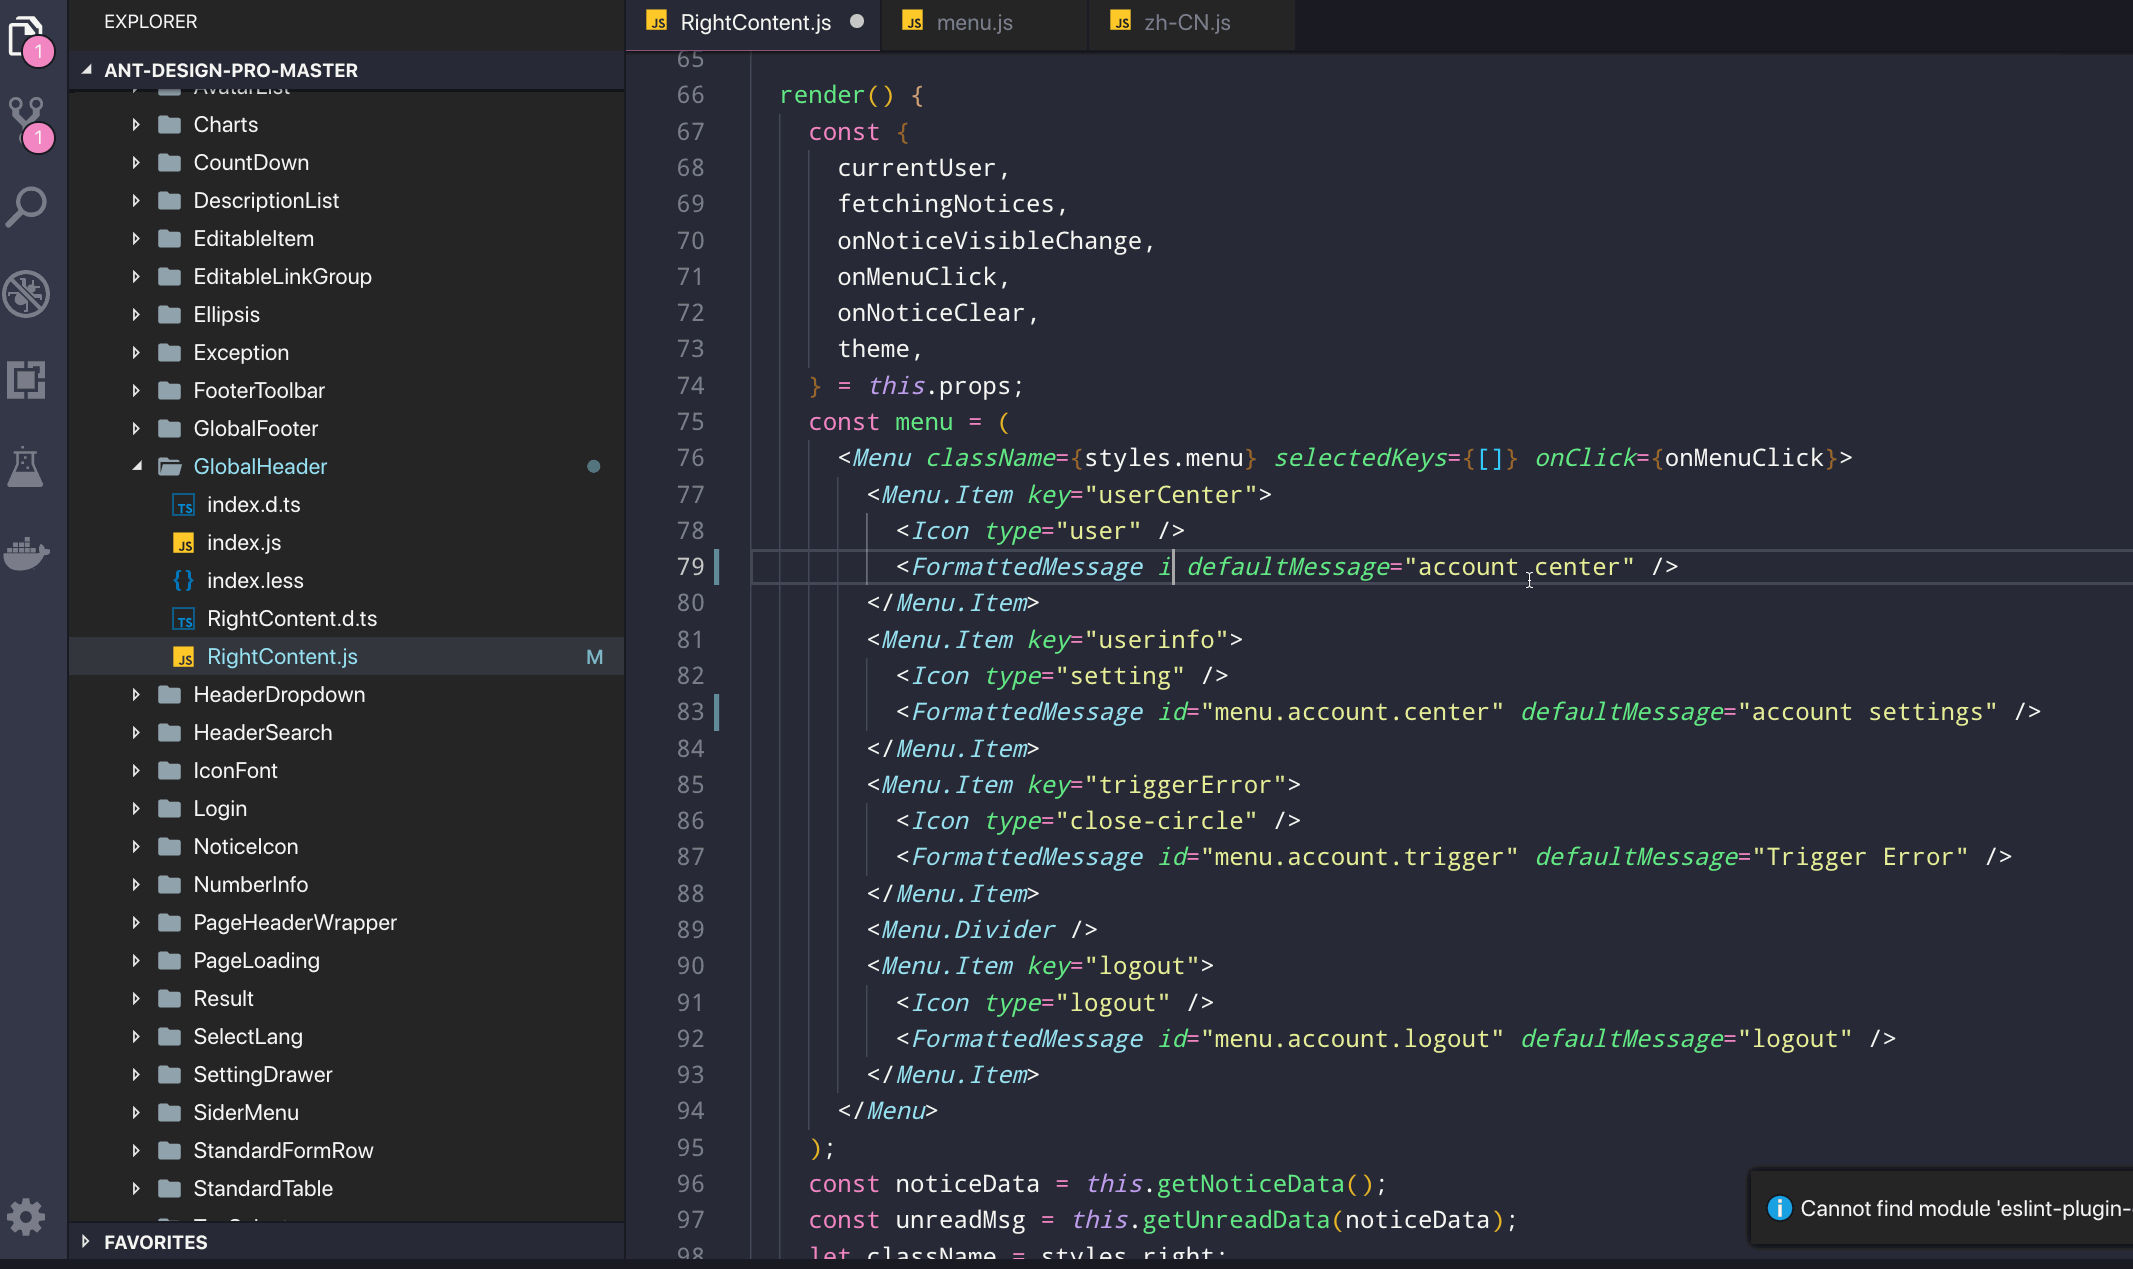 EXPLORER
ANT-DESIGN-PRO-MASTER
AvatarList
Charts
CountDown
DescriptionList
EditableItem
EditableLinkGroup
Ellipsis
Exception
FooterToolbar
GlobalFooter
GlobalHeader
TS index.d.ts
JS index.js
{} index.less
TS RightContent.d.ts
JS RightContent.js M
HeaderDropdown
HeaderSearch
IconFont
Login
NoticeIcon
NumberInfo
PageHeaderWrapper
PageLoading
Result
SelectLang
SettingDrawer
SiderMenu
StandardFormRow
StandardTable
FAVORITES
1
1
JS RightContent.js JS menu.js JS zh-CN.js
65
66 render() {
67 const {
68 currentUser,
69 fetchingNotices,
70 onNoticeVisibleChange,
71 onMenuClick,
72 onNoticeClear,
73 theme,
74 } = this.props;
75 const menu = (
76 <Menu className={styles.menu} selectedKeys={[]} onClick={onMenuClick}>
77 <Menu.Item key="userCenter">
78 <Icon type="user" />
79 <FormattedMessage i defaultMessage="account center" />
80 </Menu.Item>
81 <Menu.Item key="userinfo">
82 <Icon type="setting" />
83 <FormattedMessage id="menu.account.center" defaultMessage="account settings" />
84 </Menu.Item>
85 <Menu.Item key="triggerError">
86 <Icon type="close-circle" />
87 <FormattedMessage id="menu.account.trigger" defaultMessage="Trigger Error" />
88 </Menu.Item>
89 <Menu.Divider />
90 <Menu.Item key="logout">
91 <Icon type="logout" />
92 <FormattedMessage id="menu.account.logout" defaultMessage="logout" />
93 </Menu.Item>
94 </Menu>
95 );
96 const noticeData = this.getNoticeData();
97 const unreadMsg = this.getUnreadData(noticeData);
98 let className = styles.right;
Cannot find module 'eslint-plugin-